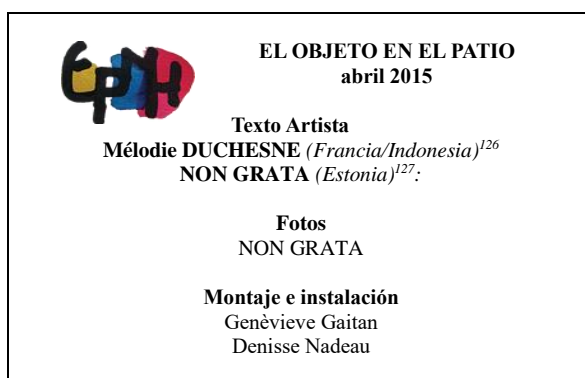 EPNH
EL OBJETO EN EL PATIO
abril 2015
Texto Artista
Mélodie DUCHESNE (Francia/Indonesia)126
NON GRATA (Estonia)127:
Fotos
NON GRATA
Montaje e instalación
Genèvieve Gaitan
Denisse Nadeau